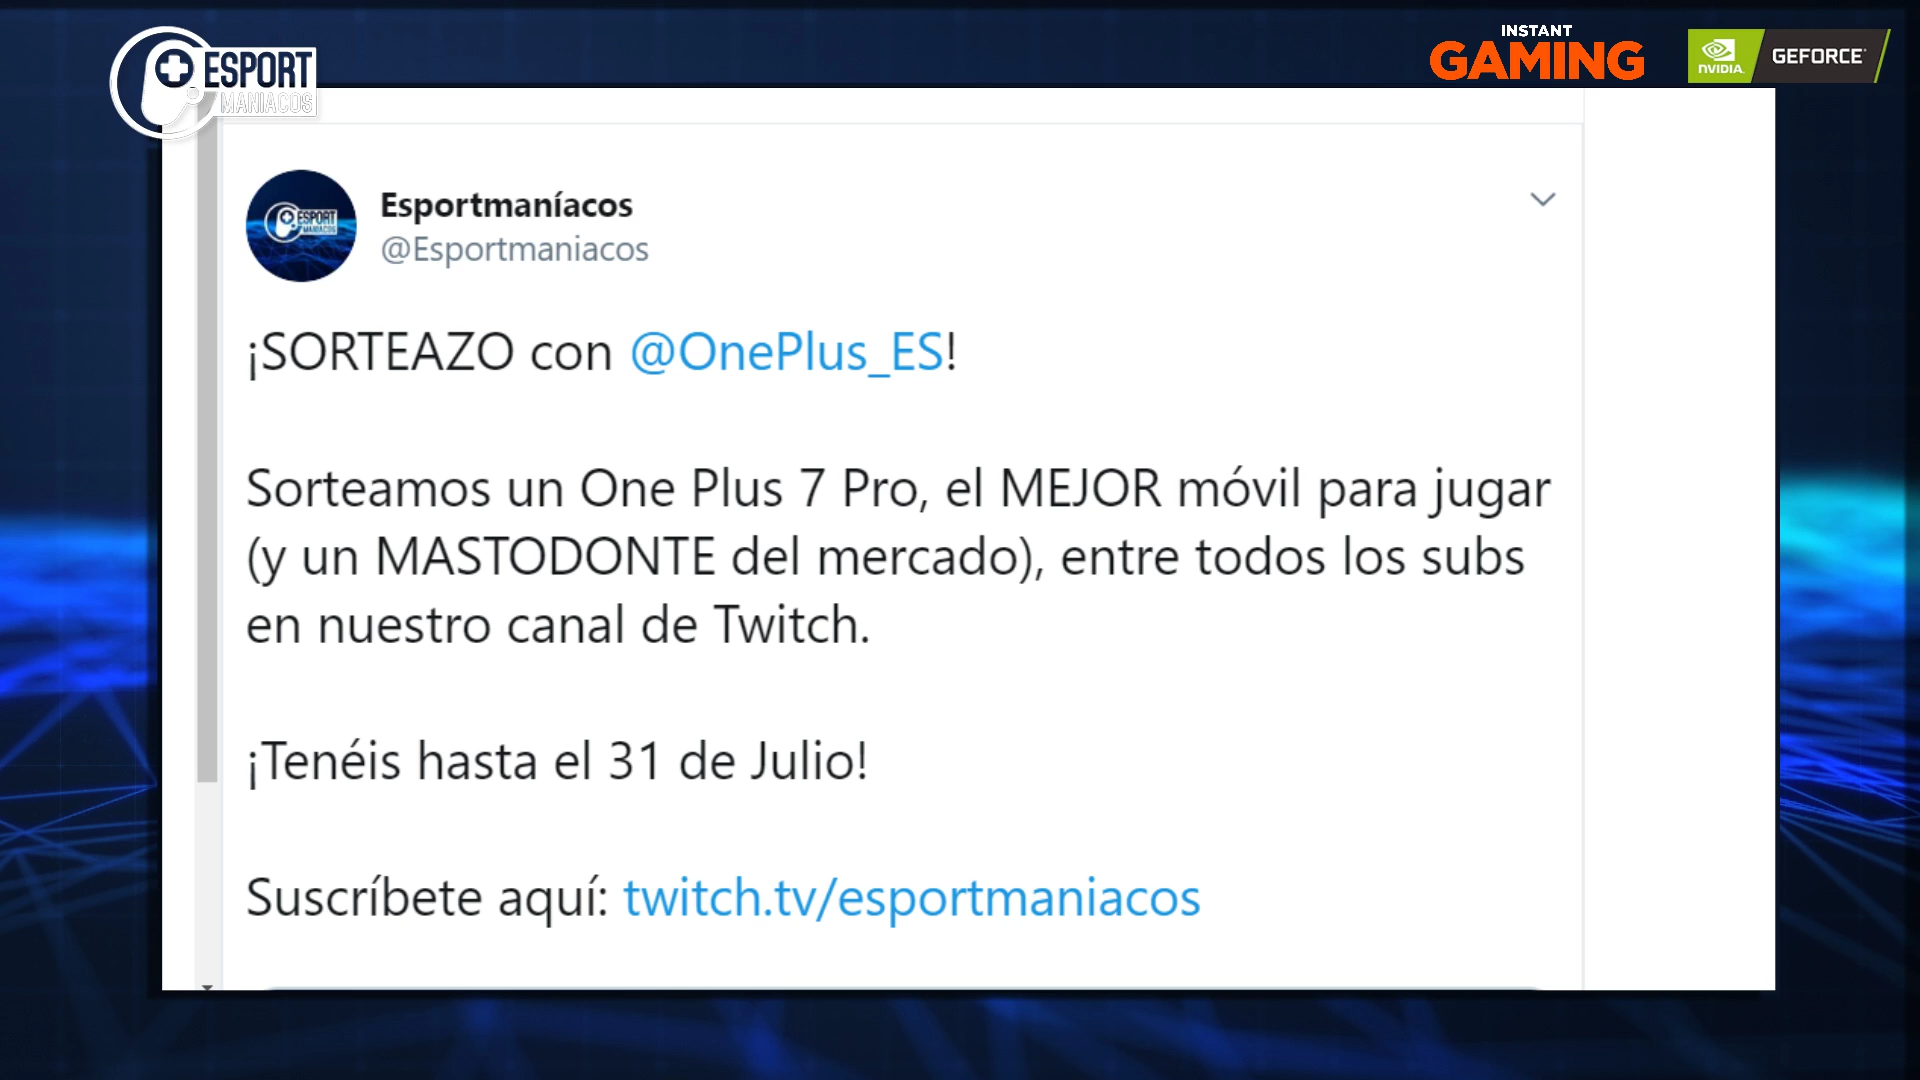 ESPORT
MANIACOS
INSTANT
GAMING
NVIDIA.
GEFORCE
ESPORT
MANIACOS
Esportmaníacos
@Esportmaniacos
¡SORTEAZO con @OnePlus_ES!
Sorteamos un One Plus 7 Pro, el MEJOR móvil para jugar
(y un MASTODONTE del mercado), entre todos los subs
en nuestro canal de Twitch.
¡Tenéis hasta el 31 de Julio!
Suscríbete aquí: twitch.tv/esportmaniacos